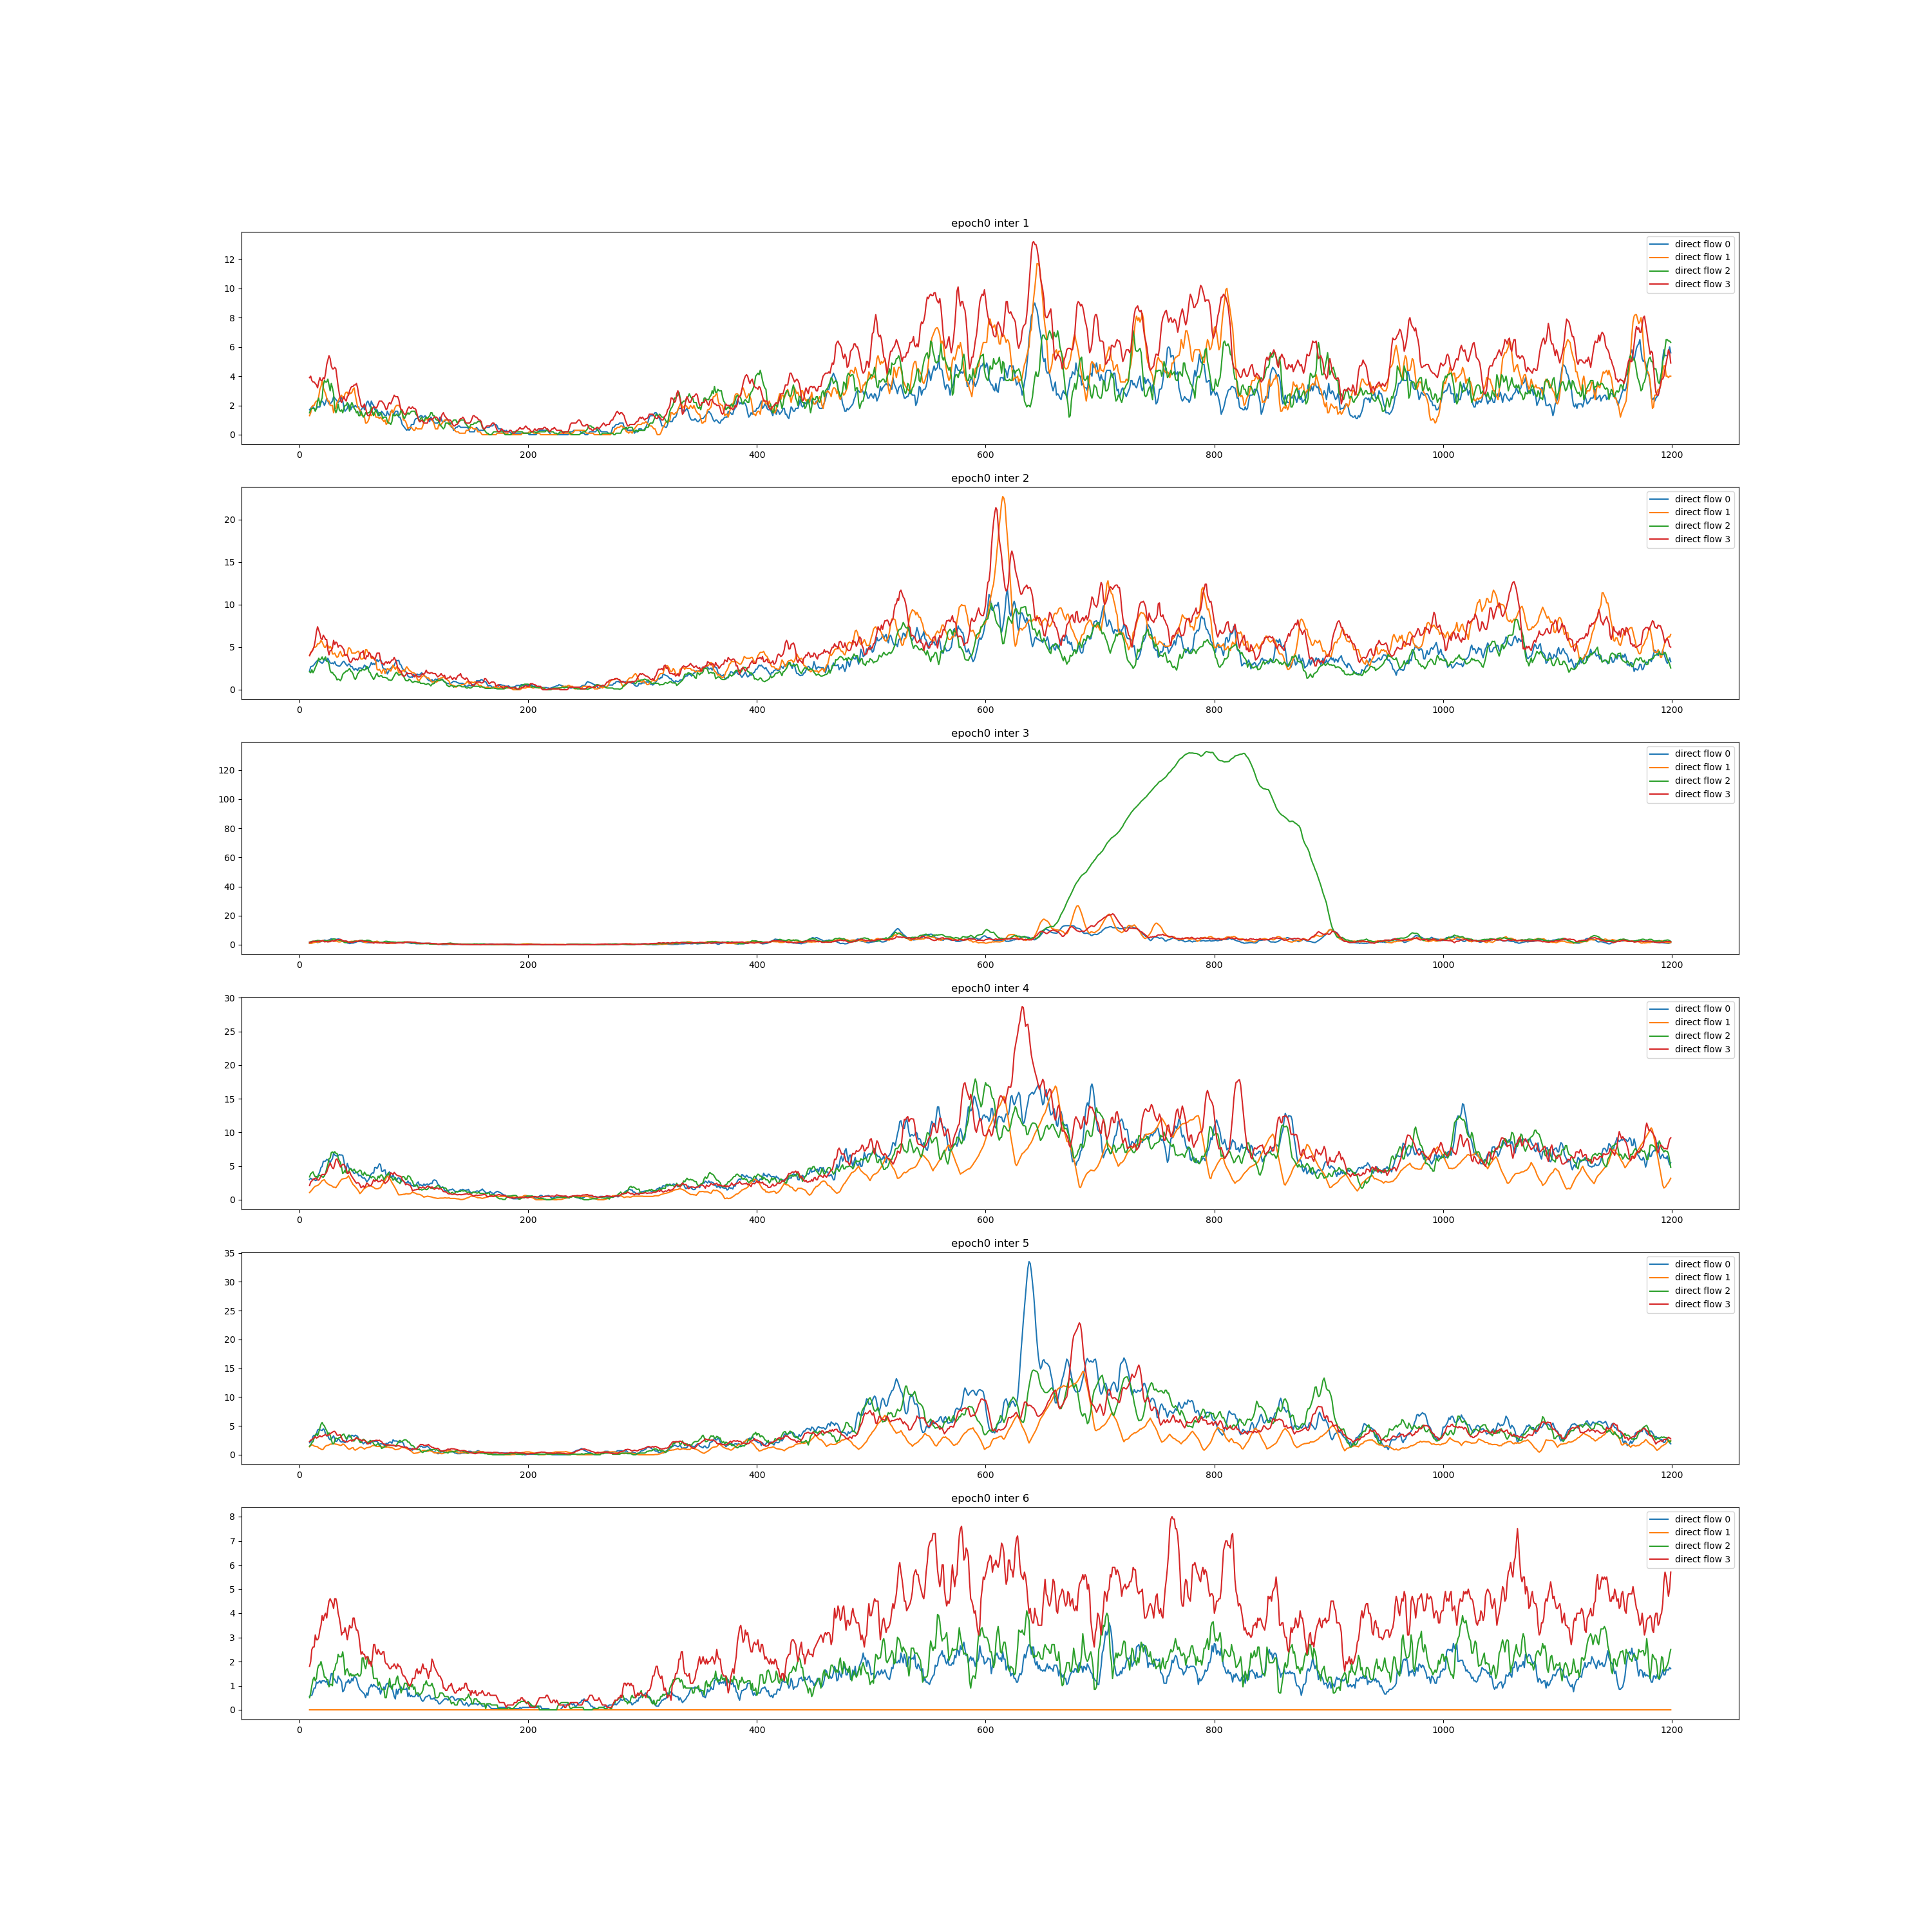 epoch0 inter 1
direct flow 0
direct flow 1
direct flow 2
direct flow 3
12
10
8
6
4
2
0
0 200 400 600 800 1000 1200
epoch0 inter 2
direct flow 0
direct flow 1
direct flow 2
direct flow 3
20
15
10
5
0
0 200 400 600 800 1000 1200
epoch0 inter 3
direct flow 0
direct flow 1
direct flow 2
direct flow 3
120
100
80
60
40
20
0
0 200 400 600 800 1000 1200
epoch0 inter 4
direct flow 0
direct flow 1
direct flow 2
direct flow 3
30
25
20
15
10
5
0
0 200 400 600 800 1000 1200
epoch0 inter 5
direct flow 0
direct flow 1
direct flow 2
direct flow 3
35
30
25
20
15
10
5
0
0 200 400 600 800 1000 1200
epoch0 inter 6
direct flow 0
direct flow 1
direct flow 2
direct flow 3
8
7
6
5
4
3
2
1
0
0 200 400 600 800 1000 1200